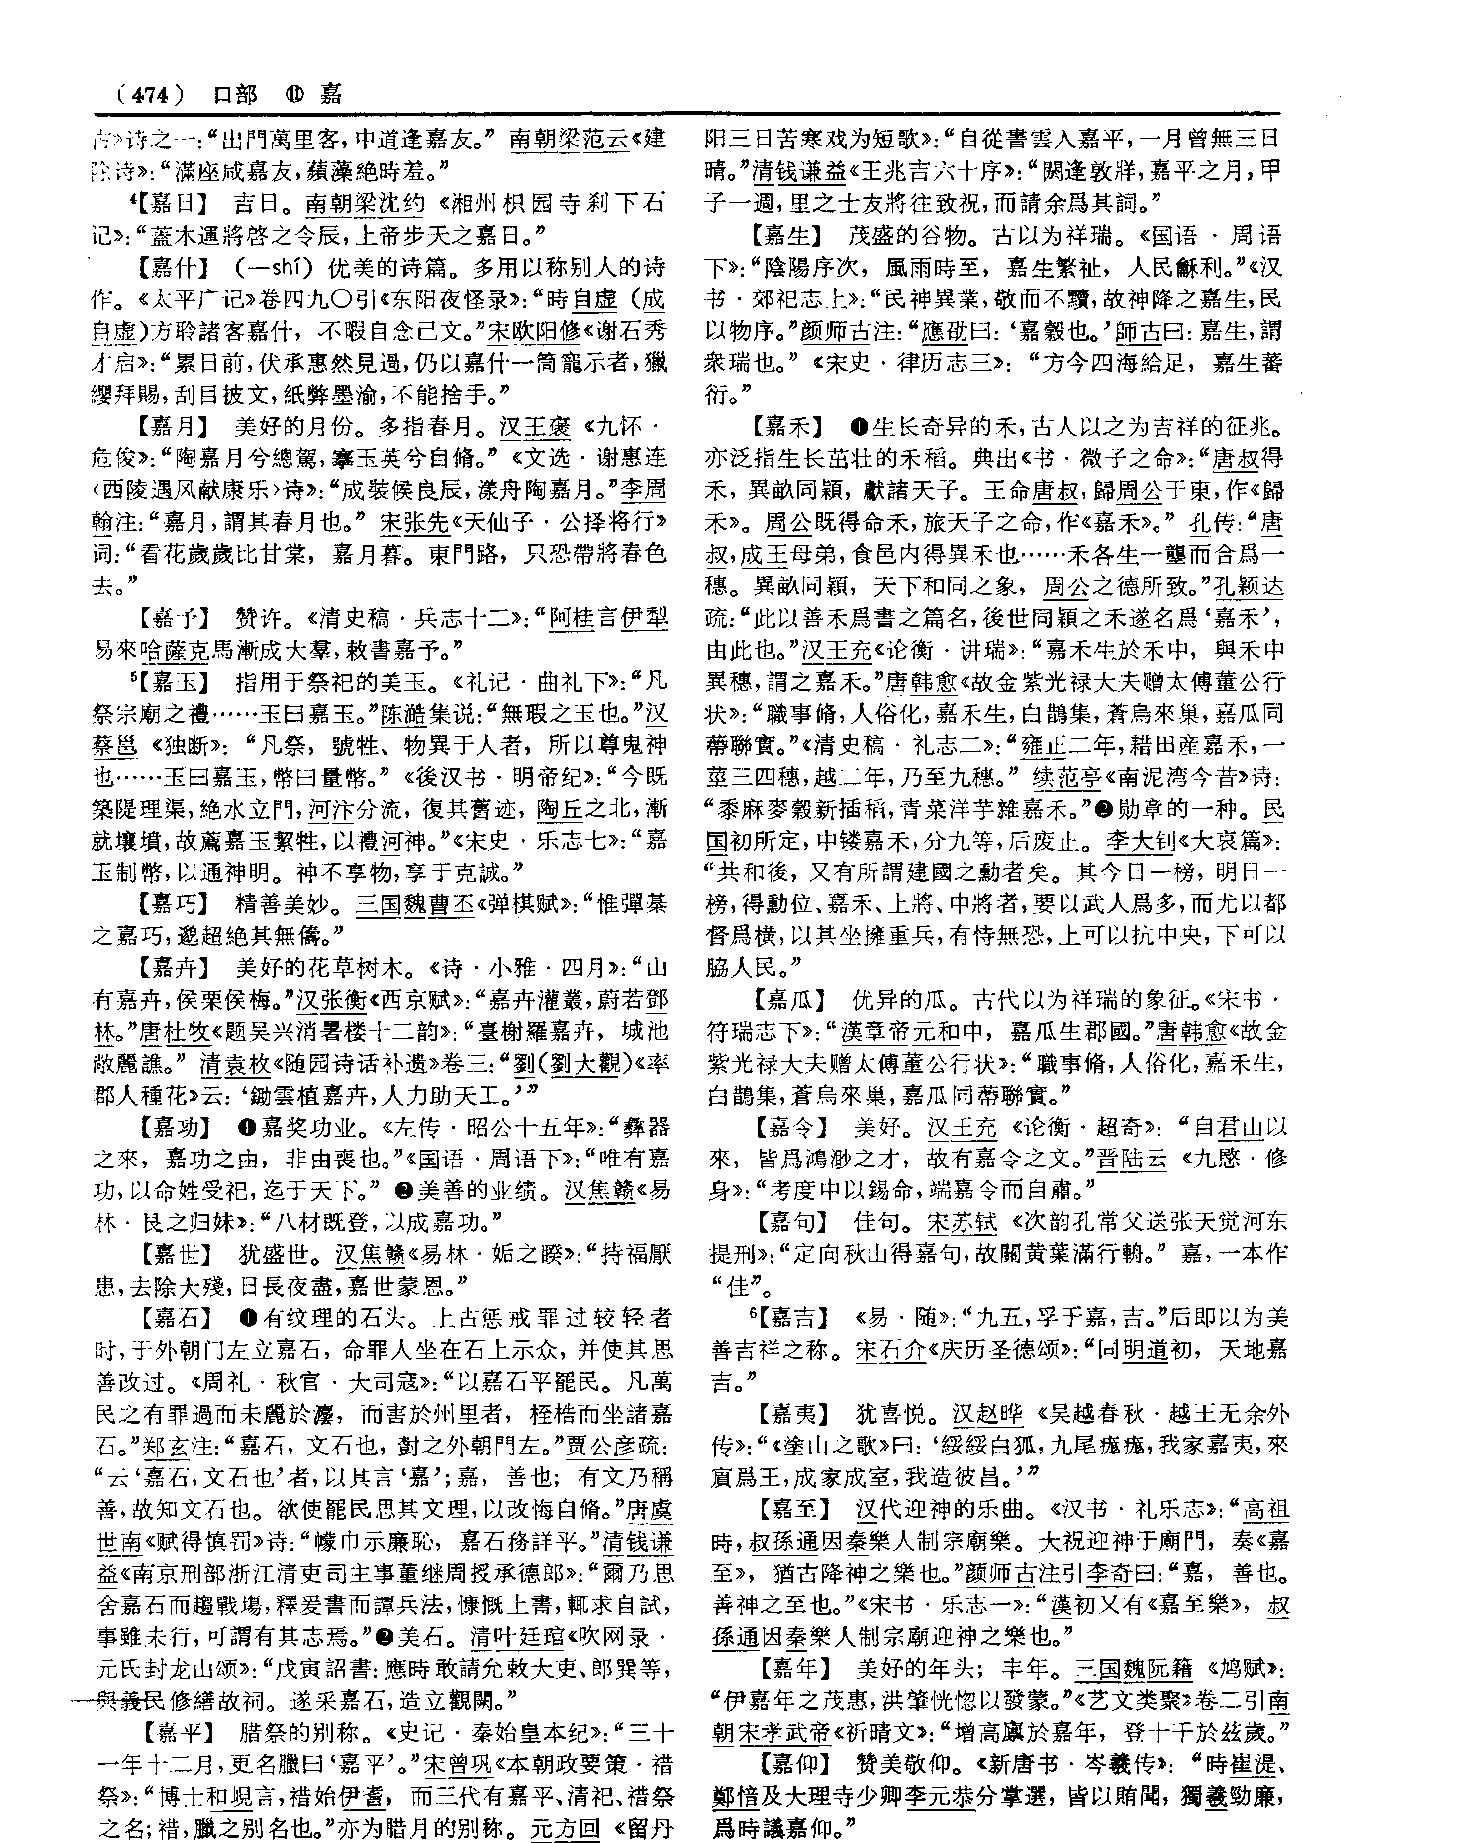 （474） 口部 ⑪ 嘉
古》诗之一：“出門萬里客，中道逢嘉友。” 南朝梁范云《建
除诗》：“滿座咸嘉友，蘋藻絶時羞。”
⁴【嘉日】 吉日。南朝梁沈约《湘州枳园寺刹下石
记》：“蓋木運將啓之令辰，上帝步天之嘉日。”
【嘉什】（—shí）优美的诗篇。多用以称别人的诗
作。《太平广记》卷四九〇引《东阳夜怪录》：“時自虚（成
自虚）方聆諸客嘉什，不暇自念己文。”宋欧阳修《谢石秀
才启》：“累日前，伏承惠然見過，仍以嘉什一筒寵示者，獵
纓拜賜，刮目披文，紙弊墨渝，不能捨手。”
【嘉月】 美好的月份。多指春月。汉王褒《九怀·
危俊》：“陶嘉月兮總駕，搴玉英兮自脩。”《文选·谢惠连
〈西陵遇风献康乐〉诗》：“成裝候良辰，漾舟陶嘉月。”李周
翰注：“嘉月，謂其春月也。” 宋张先《天仙子·公择将行》
词：“看花歲歲比甘棠，嘉月暮。東門路，只恐帶將春色
去。”
【嘉予】 赞许。《清史稿·兵志十二》：“阿桂言伊犁
易來哈薩克馬漸成大羣，敕書嘉予。”
⁵【嘉玉】 指用于祭祀的美玉。《礼记·曲礼下》：“凡
祭宗廟之禮……玉曰嘉玉。”陈澔集说：“無瑕之玉也。”汉
蔡邕《独断》：“凡祭，號牲、物異于人者，所以尊鬼神
也……玉曰嘉玉，幣曰量幣。”《後汉书·明帝纪》：“今既
築隄理渠，絶水立門，河汴分流，復其舊迹，陶丘之北，漸
就壤墳，故薦嘉玉絜牲，以禮河神。”《宋史·乐志七》：“嘉
玉制幣，以通神明。神不享物，享于克誠。”
【嘉巧】 精善美妙。三国魏曹丕《弹棋赋》：“惟彈棊
之嘉巧，邈超絶其無儔。”
【嘉卉】 美好的花草树木。《诗·小雅·四月》：“山
有嘉卉，侯栗侯梅。”汉张衡《西京赋》：“嘉卉灌叢，蔚若鄧
林。”唐杜牧《题吴兴消暑楼十二韵》：“臺榭羅嘉卉，城池
敞麗譙。” 清袁枚《随园诗话补遗》卷三：“劉（劉大觀）《率
郡人種花》云：‘鋤雲植嘉卉，人力助天工。’”
【嘉功】 ❶嘉奖功业。《左传·昭公十五年》：“彝器
之來，嘉功之由，非由喪也。”《国语·周语下》：“唯有嘉
功，以命姓受祀，迄于天下。” ❷美善的业绩。汉焦赣《易
林·艮之归妹》：“八材既登，以成嘉功。”
【嘉世】 犹盛世。汉焦赣《易林·姤之睽》：“持福厭
患，去除大殘，日長夜盡，嘉世蒙恩。”
【嘉石】 ❶有纹理的石头。上古惩戒罪过较轻者
时，于外朝门左立嘉石，命罪人坐在石上示众，并使其思
善改过。《周礼·秋官·大司寇》：“以嘉石平罷民。凡萬
民之有罪過而未麗於灋，而害於州里者，桎梏而坐諸嘉
石。”郑玄注：“嘉石，文石也，對之外朝門左。”贾公彦疏：
“云‘嘉石，文石也’者，以其言‘嘉’；嘉，善也；有文乃稱
善，故知文石也。欲使罷民思其文理，以改悔自脩。”唐虞
世南《赋得慎罚》诗：“幪巾示廉恥，嘉石務詳平。”清钱谦
益《南京刑部浙江清吏司主事董继周授承德郎》：“爾乃思
舍嘉石而趨戰塲，釋爰書而譚兵法，慷慨上書，輒求自試，
事雖未行，可謂有其志焉。”❷美石。清叶廷琯《吹网录·
元氏封龙山颂》：“戊寅詔書：應時敢請允敕大吏、郎巽等，
與義民修繕故祠。遂采嘉石，造立觀闕。”
【嘉平】 腊祭的别称。《史记·秦始皇本纪》：“三十
一年十二月，更名臘曰‘嘉平’。”宋曾巩《本朝政要策·䄍
祭》：“博士和峴言，䄍始伊耆，而三代有嘉平、清祀、䄍祭
之名；䄍，臘之别名也。”亦为腊月的别称。元方回《留丹
阳三日苦寒戏为短歌》：“自從書雲入嘉平，一月曾無三日
晴。”清钱谦益《王兆吉六十序》：“閼逢敦牂，嘉平之月，甲
子一週，里之士友將往致祝，而請余爲其詞。”
【嘉生】 茂盛的谷物。古以为祥瑞。《国语·周语
下》：“陰陽序次，風雨時至，嘉生繁祉，人民龢利。”《汉
书·郊祀志上》：“民神異業，敬而不黷，故神降之嘉生，民
以物序。”颜师古注：“應劭曰：‘嘉穀也。’師古曰：嘉生，謂
衆瑞也。”《宋史·律历志三》：“方今四海給足，嘉生蕃
衍。”
【嘉禾】 ❶生长奇异的禾，古人以之为吉祥的征兆。
亦泛指生长茁壮的禾稻。典出《书·微子之命》：“唐叔得
禾，異畝同穎，獻諸天子。王命唐叔，歸周公于東，作《歸
禾》。周公既得命禾，旅天子之命，作《嘉禾》。” 孔传：“唐
叔，成王母弟，食邑内得異禾也……禾各生一壟而合爲一
穗。異畝同穎，天下和同之象，周公之德所致。”孔颖达
疏：“此以善禾爲書之篇名，後世同穎之禾遂名爲‘嘉禾’，
由此也。”汉王充《论衡·讲瑞》：“嘉禾生於禾中，與禾中
異穗，謂之嘉禾。”唐韩愈《故金紫光禄大夫赠太傅董公行
状》：“職事脩，人俗化，嘉禾生，白鵲集，蒼烏來巢，嘉瓜同
蔕聯實。”《清史稿·礼志二》：“雍正二年，耤田産嘉禾，一
莖三四穗，越二年，乃至九穗。” 续范亭《南泥湾今昔》诗：
“黍麻麥穀新插稻，青菜洋芋雜嘉禾。”❷勋章的一种。民
国初所定，中镂嘉禾，分九等，后废止。李大钊《大哀篇》：
“共和後，又有所謂建國之勳者矣。其今日一榜，明日一
榜，得勳位、嘉禾、上將、中將者，要以武人爲多，而尤以都
督爲横，以其坐擁重兵，有恃無恐，上可以抗中央，下可以
脇人民。”
【嘉瓜】 优异的瓜。古代以为祥瑞的象征。《宋书·
符瑞志下》：“漢章帝元和中，嘉瓜生郡國。”唐韩愈《故金
紫光禄大夫赠太傅董公行状》：“職事脩，人俗化，嘉禾生，
白鵲集，蒼烏來巢，嘉瓜同蔕聯實。”
【嘉令】 美好。汉王充《论衡·超奇》：“自君山以
來，皆爲鴻眇之才，故有嘉令之文。”晋陆云《九愍·修
身》：“考度中以錫命，端嘉令而自肅。”
【嘉句】 佳句。宋苏轼《次韵孔常父送张天觉河东
提刑》：“定向秋山得嘉句，故關黄葉滿行輈。” 嘉，一本作
“佳”。
⁶【嘉吉】《易·随》：“九五，孚于嘉，吉。”后即以为美
善吉祥之称。宋石介《庆历圣德颂》：“同明道初，天地嘉
吉。”
【嘉夷】 犹喜悦。汉赵晔《吴越春秋·越王无余外
传》：“《塗山之歌》曰：‘綏綏白狐，九尾痝痝，我家嘉夷，來
賓爲王，成家成室，我造彼昌。’”
【嘉至】 汉代迎神的乐曲。《汉书·礼乐志》：“高祖
時，叔孫通因秦樂人制宗廟樂。大祝迎神于廟門，奏《嘉
至》，猶古降神之樂也。”颜师古注引李奇曰：“嘉，善也。
善神之至也。”《宋书·乐志一》：“漢初又有《嘉至樂》，叔
孫通因秦樂人制宗廟迎神之樂也。”
【嘉年】 美好的年头；丰年。三国魏阮籍《鸠赋》：
“伊嘉年之茂惠，洪肇恍惚以發蒙。”《艺文类聚》卷二引南
朝宋孝武帝《祈晴文》：“增高廩於嘉年，登十千於兹歲。”
【嘉仰】 赞美敬仰。《新唐书·岑羲传》：“時崔湜、
鄭愔及大理寺少卿李元恭分掌選，皆以賄聞，獨羲勁廉，
爲時議嘉仰。”